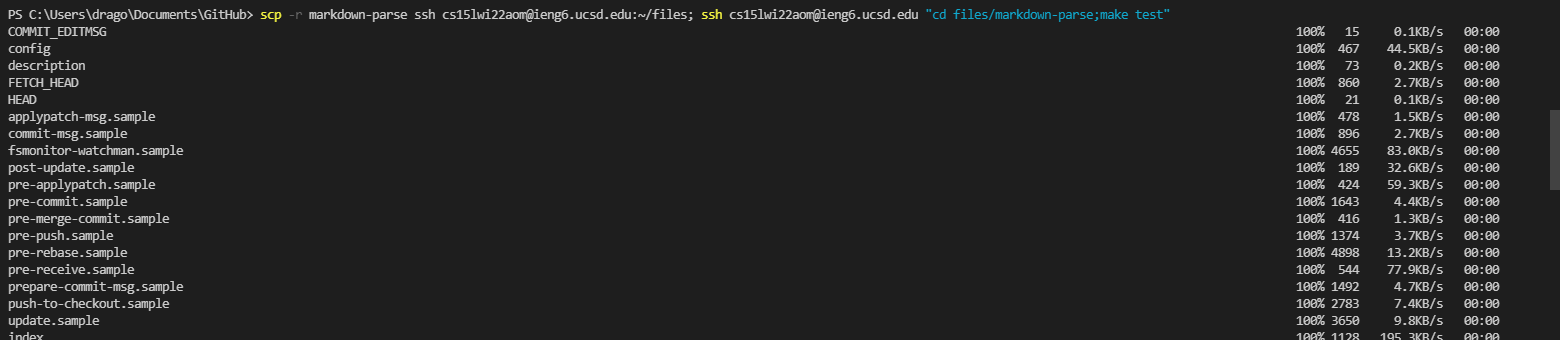 PS C:\Users\drago\Documents\GitHub> scp -r markdown-parse ssh cs15lwi22aom@ieng6.ucsd.edu:~/files; ssh cs15lwi22aom@ieng6.ucsd.edu "cd files/markdown-parse;make test"
COMMIT_EDITMSG 100% 15 0.1KB/s 00:00
config 100% 467 44.5KB/s 00:00
description 100% 73 0.2KB/s 00:00
FETCH_HEAD 100% 860 2.7KB/s 00:00
HEAD 100% 21 0.1KB/s 00:00
applypatch-msg.sample 100% 478 1.5KB/s 00:00
commit-msg.sample 100% 896 2.7KB/s 00:00
fsmonitor-watchman.sample 100% 4655 83.0KB/s 00:00
post-update.sample 100% 189 32.6KB/s 00:00
pre-applypatch.sample 100% 424 59.3KB/s 00:00
pre-commit.sample 100% 1643 4.4KB/s 00:00
pre-merge-commit.sample 100% 416 1.3KB/s 00:00
pre-push.sample 100% 1374 3.7KB/s 00:00
pre-rebase.sample 100% 4898 13.2KB/s 00:00
pre-receive.sample 100% 544 77.9KB/s 00:00
prepare-commit-msg.sample 100% 1492 4.7KB/s 00:00
push-to-checkout.sample 100% 2783 7.4KB/s 00:00
update.sample 100% 3650 9.8KB/s 00:00
index 100% 1128 195.3KB/s 00:00